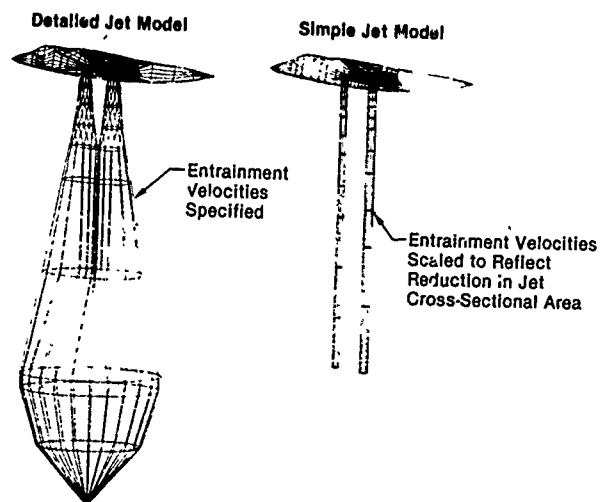 Detailed Jet Model
Simple Jet Model
Entrainment
Velocities
Specified
Entrainment Velocities
Scaled to Reflect
Reduction in Jet
Cross-Sectional Area